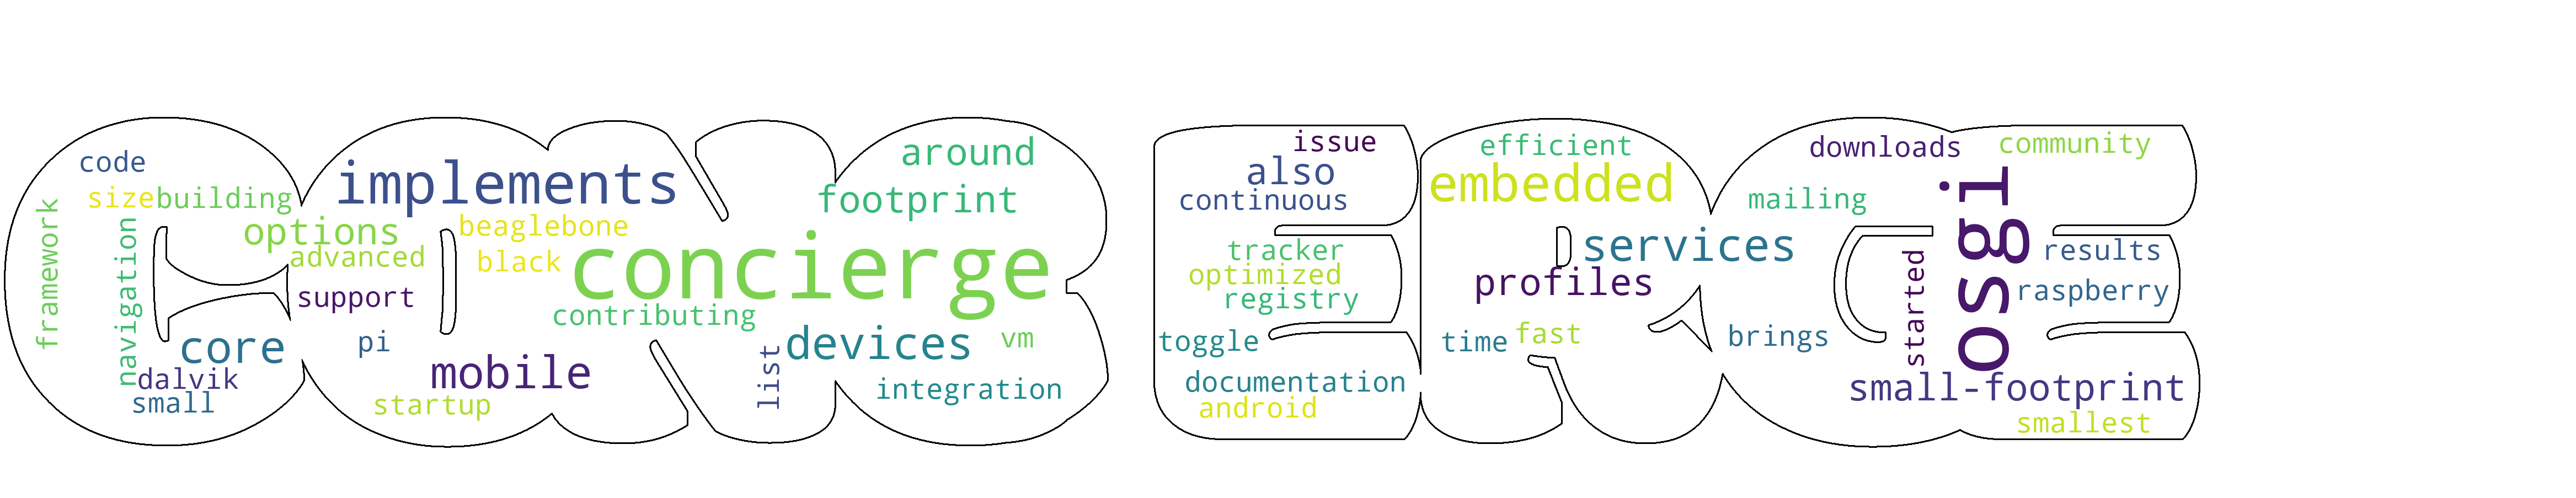 code
size
building
framework
navigation
options
advanced
support
core
dalvik
small
pi
implements
beaglebone
black
concierge
contributing
mobile
startup
list
around
footprint
devices
vm
integration
issue
also
continuous
tracker
optimized
registry
toggle
documentation
android
efficient
embedded
services
profiles
time
fast
mailing
brings
downloads
community
osgi
started
results
raspberry
small-footprint
smallest